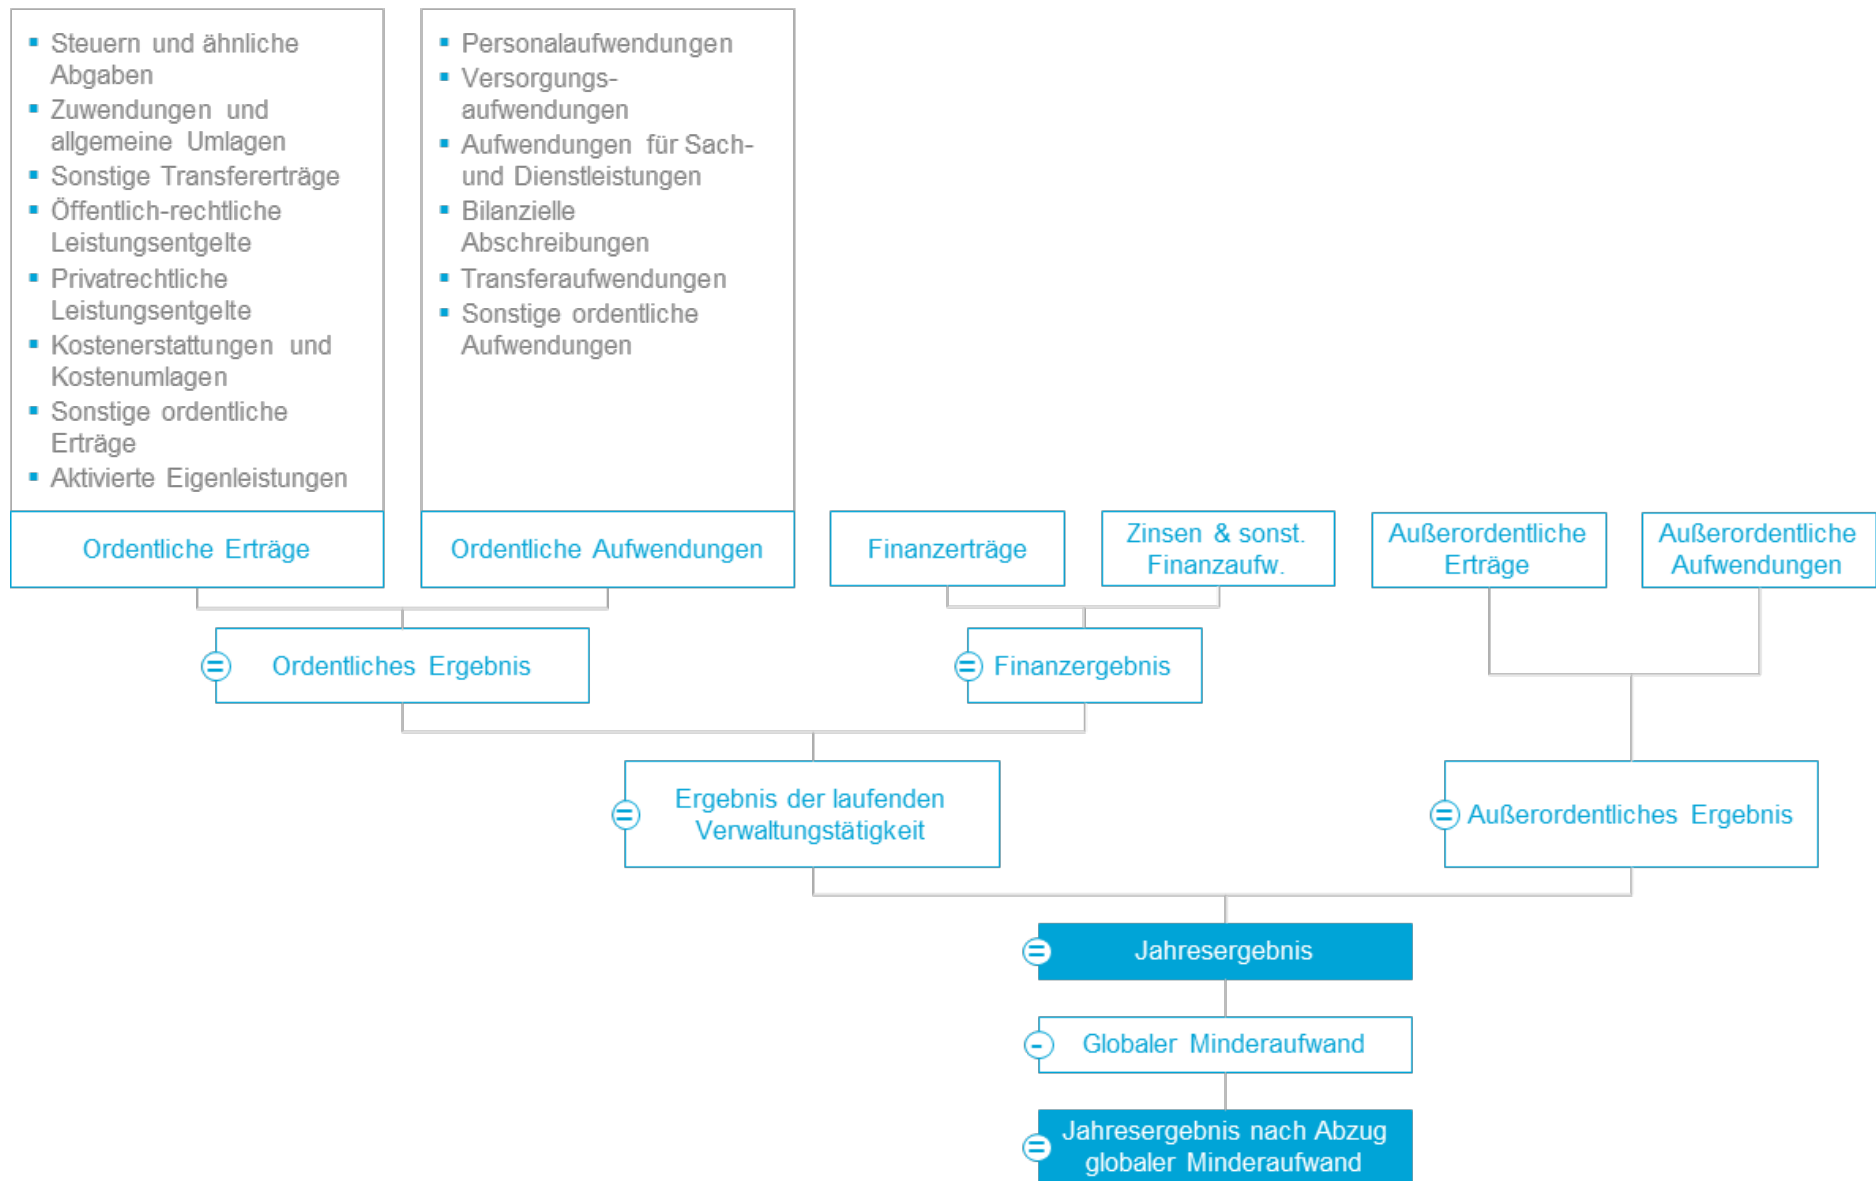 Steuern und ähnliche
Abgaben
Zuwendungen und
allgemeine Umlagen
Sonstige Transfererträge
Öffentlich-rechtliche
Leistungsentgelte
Privatrechtliche
Leistungsentgelte
Kostenerstattungen und
Kostenumlagen
Sonstige ordentliche
Erträge
Aktivierte Eigenleistungen
Personalaufwendungen
Versorgungs-
aufwendungen
Aufwendungen für Sach-
und Dienstleistungen
Bilanzielle
Abschreibungen
Transferaufwendungen
Sonstige ordentliche
Aufwendungen
Ordentliche Erträge
Ordentliche Aufwendungen
Finanzerträge
Zinsen & sonst.
Finanzaufw.
Außerordentliche
Erträge
Außerordentliche
Aufwendungen
= Ordentliches Ergebnis
= Finanzergebnis
= Ergebnis der laufenden
Verwaltungstätigkeit
= Außerordentliches Ergebnis
= Jahresergebnis
- Globaler Minderaufwand
= Jahresergebnis nach Abzug
globaler Minderaufwand